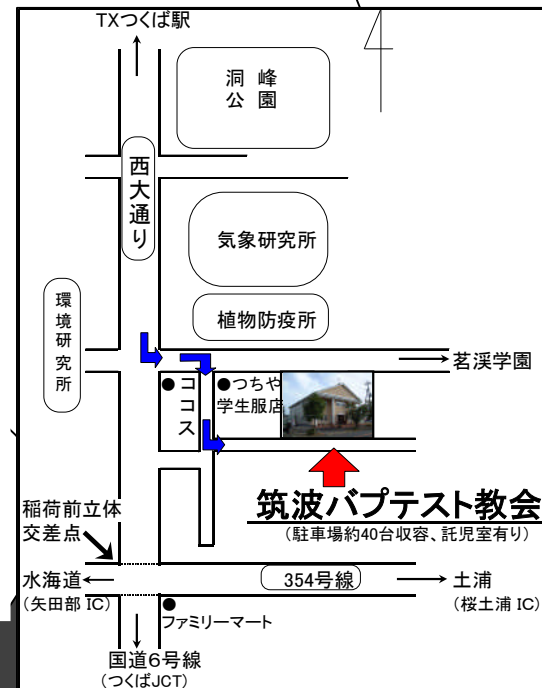 TXつくば駅
洞峰
公園
西大通り
気象研究所
環境研究所
植物防疫所
茗溪学園
●ココス
●つちや
学生服店
筑波バプテスト教会
(駐車場約40台収容、託児室有り)
稲荷前立体
交差点
水海道
(矢田部 IC)
354号線
土浦
(桜土浦 IC)
●
ファミリーマート
国道6号線
(つくばJCT)